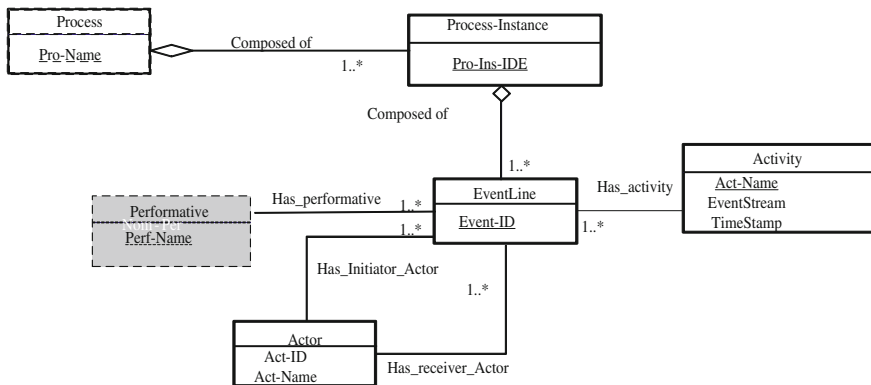 Process
Pro-Name
Composed of
1..*
Process-Instance
Pro-Ins-IDE
Composed of
1..*
Performative
Nom-Per
Perf-Name
Has_performative
1..*
1..*
EventLine
Event-ID
Has_activity
1..*
Activity
Act-Name
EventStream
TimeStamp
Has_Initiator_Actor
1..*
Actor
Act-ID
Act-Name
Has_receiver_Actor